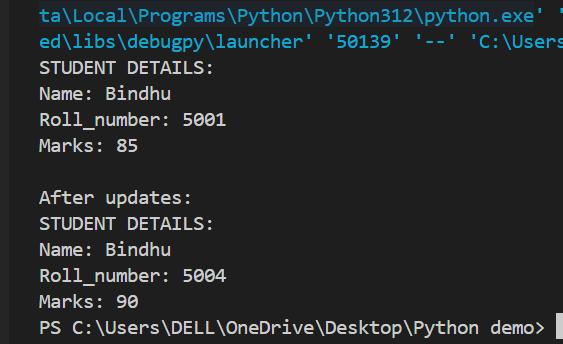 ta\Local\Programs\Python\Python312\python.exe' '
ed\libs\debugpy\launcher' '50139' '--' 'C:\Users
STUDENT DETAILS:
Name: Bindhu
Roll_number: 5001
Marks: 85

After updates:
STUDENT DETAILS:
Name: Bindhu
Roll_number: 5004
Marks: 90
PS C:\Users\DELL\OneDrive\Desktop\Python demo>